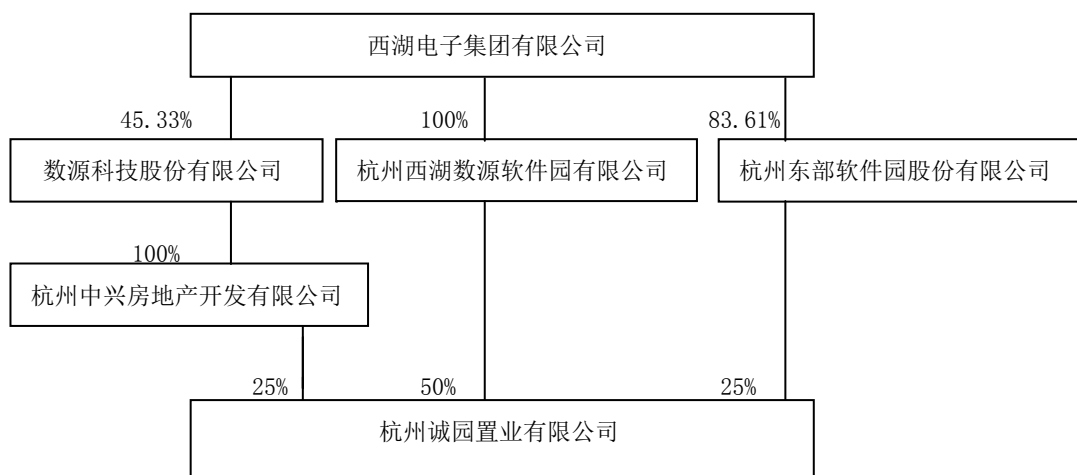 西湖电子集团有限公司
45.33% 100% 83.61%
数源科技股份有限公司 杭州西湖数源软件园有限公司 杭州东部软件园股份有限公司
100%
杭州中兴房地产开发有限公司
25% 50% 25%
杭州诚园置业有限公司